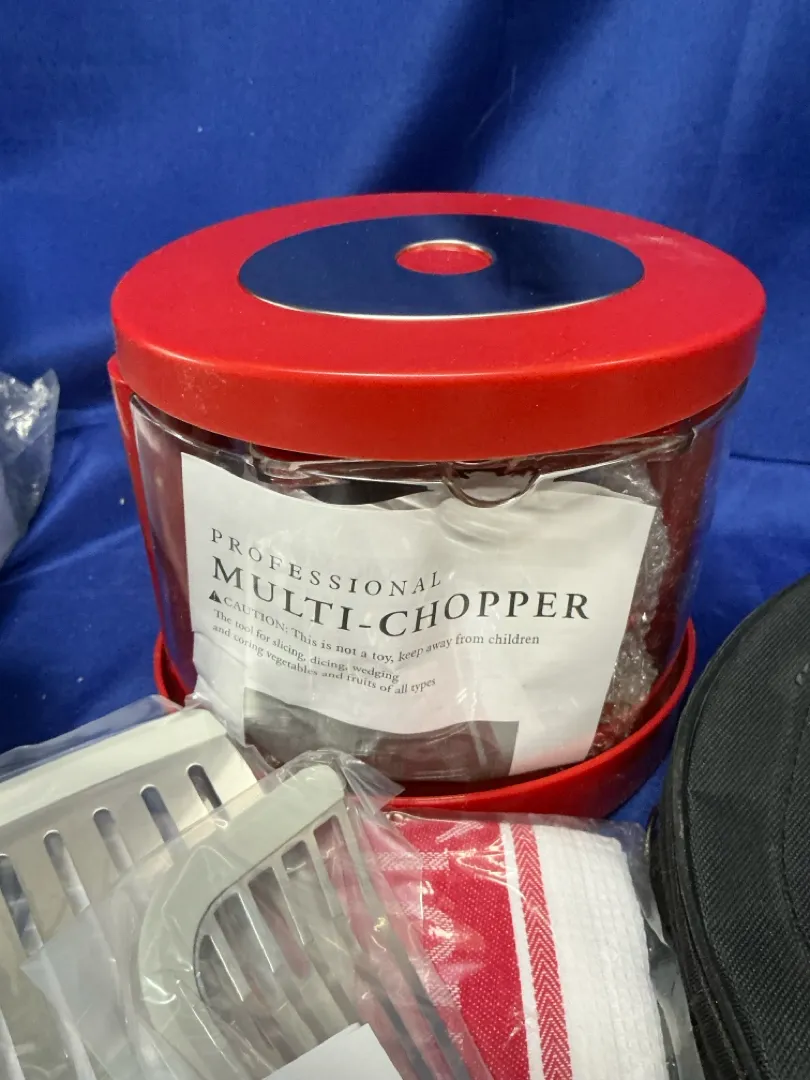 PROFESSIONAL
MULTI-CHOPPER
⚠CAUTION: This is not a toy, keep away from children
The tool for slicing, dicing, wedging
and coring vegetables and fruits of all types